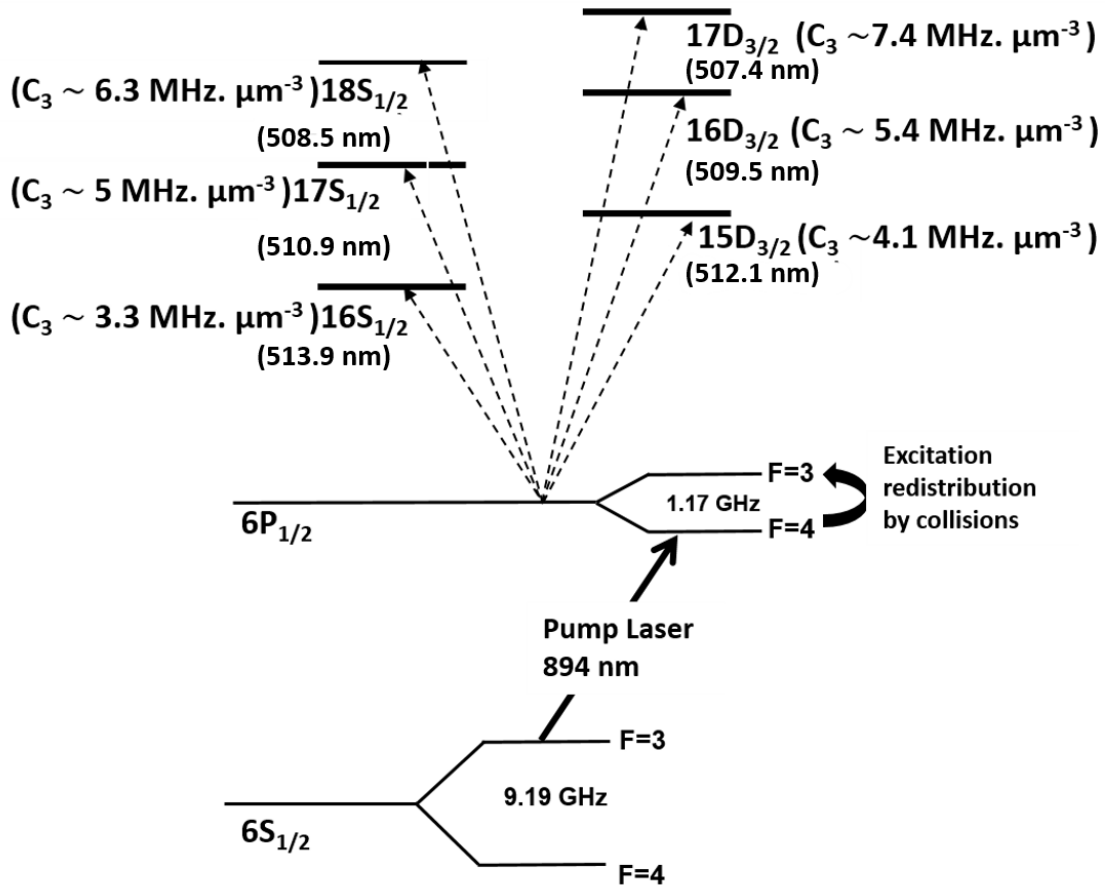 17D3/2 (C3 ~7.4 MHz. µm-3)
(507.4 nm)
(C3 ~ 6.3 MHz. µm-3)18S1/2
(508.5 nm)
16D3/2 (C3 ~ 5.4 MHz. µm-3)
(509.5 nm)
(C3 ~ 5 MHz. µm-3)17S1/2
(510.9 nm)
15D3/2 (C3 ~4.1 MHz. µm-3)
(512.1 nm)
(C3 ~ 3.3 MHz. µm-3)16S1/2
(513.9 nm)
6P1/2
F=3
1.17 GHz
F=4
Excitation
redistribution
by collisions
Pump Laser
894 nm
F=3
9.19 GHz
6S1/2
F=4